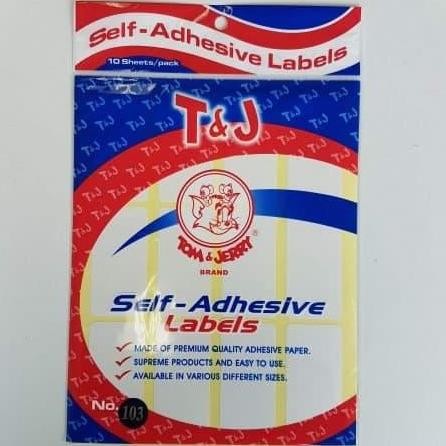 Self-Adhesive Labels
10 Sheets/pack
T&J
TOM & JERRY
®
BRAND
Self-Adhesive
Labels
MADE OF PREMIUM QUALITY ADHESIVE PAPER.
SUPREME PRODUCTS AND EASY TO USE.
AVAILABLE IN VARIOUS DIFFERENT SIZES.
No. 103